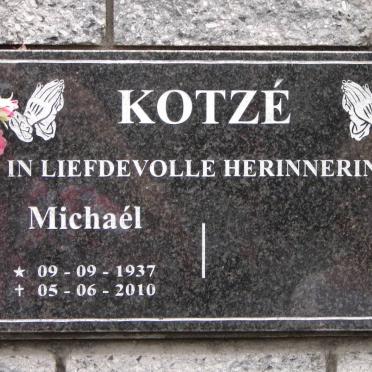 KOTZÉ
IN LIEFDEVOLLE HERINNERIN
Michaél
★ 09 - 09 - 1937
✝ 05 - 06 - 2010